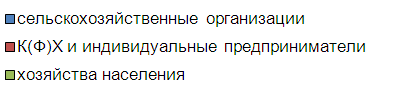 сельскохозяйственные организации
К(Ф)Х и индивидуальные предприниматели
хозяйства населения